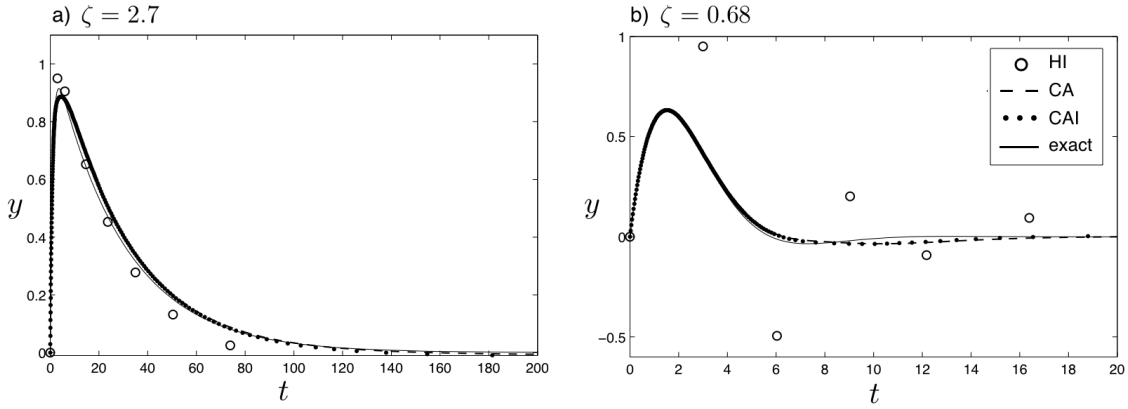 a) ζ = 2.7
1
0.8
0.6
y
0.4
0.2
0
0 20 40 60 80 100 120 140 160 180 200
t
b) ζ = 0.68
1
HI
CA
CAI
exact
0.5
y
0
−0.5
0 2 4 6 8 10 12 14 16 18 20
t